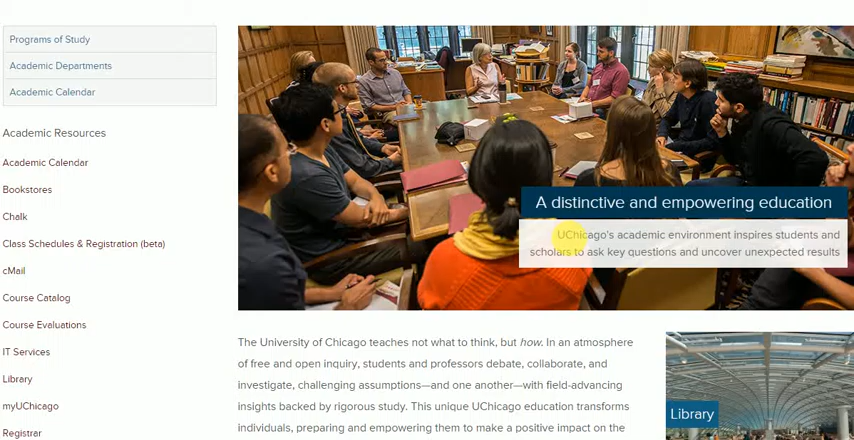 Programs of Study
Academic Departments
Academic Calendar
Academic Resources
Academic Calendar
Bookstores
Chalk
Class Schedules & Registration (beta)
cMail
Course Catalog
Course Evaluations
IT Services
Library
myUChicago
Registrar
A distinctive and empowering education
UChicago's academic environment inspires students and
scholars to ask key questions and uncover unexpected results
The University of Chicago teaches not what to think, but how. In an atmosphere
of free and open inquiry, students and professors debate, collaborate, and
investigate, challenging assumptions—and one another—with field-advancing
insights backed by rigorous study. This unique UChicago education transforms
individuals, preparing and empowering them to make a positive impact on the
Library